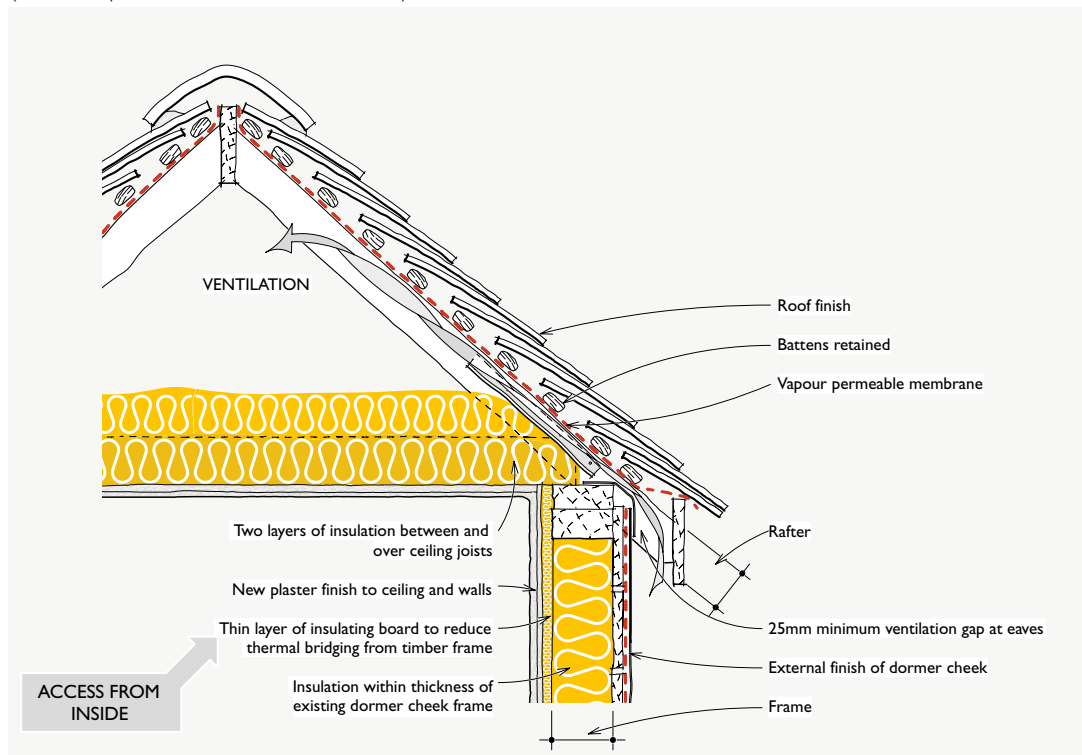 VENTILATION
Roof finish
Battens retained
Vapour permeable membrane
Two layers of insulation between and
over ceiling joists
New plaster finish to ceiling and walls
Thin layer of insulating board to reduce
thermal bridging from timber frame
Insulation within thickness of
existing dormer cheek frame
Rafter
25mm minimum ventilation gap at eaves
External finish of dormer cheek
Frame
ACCESS FROM
INSIDE